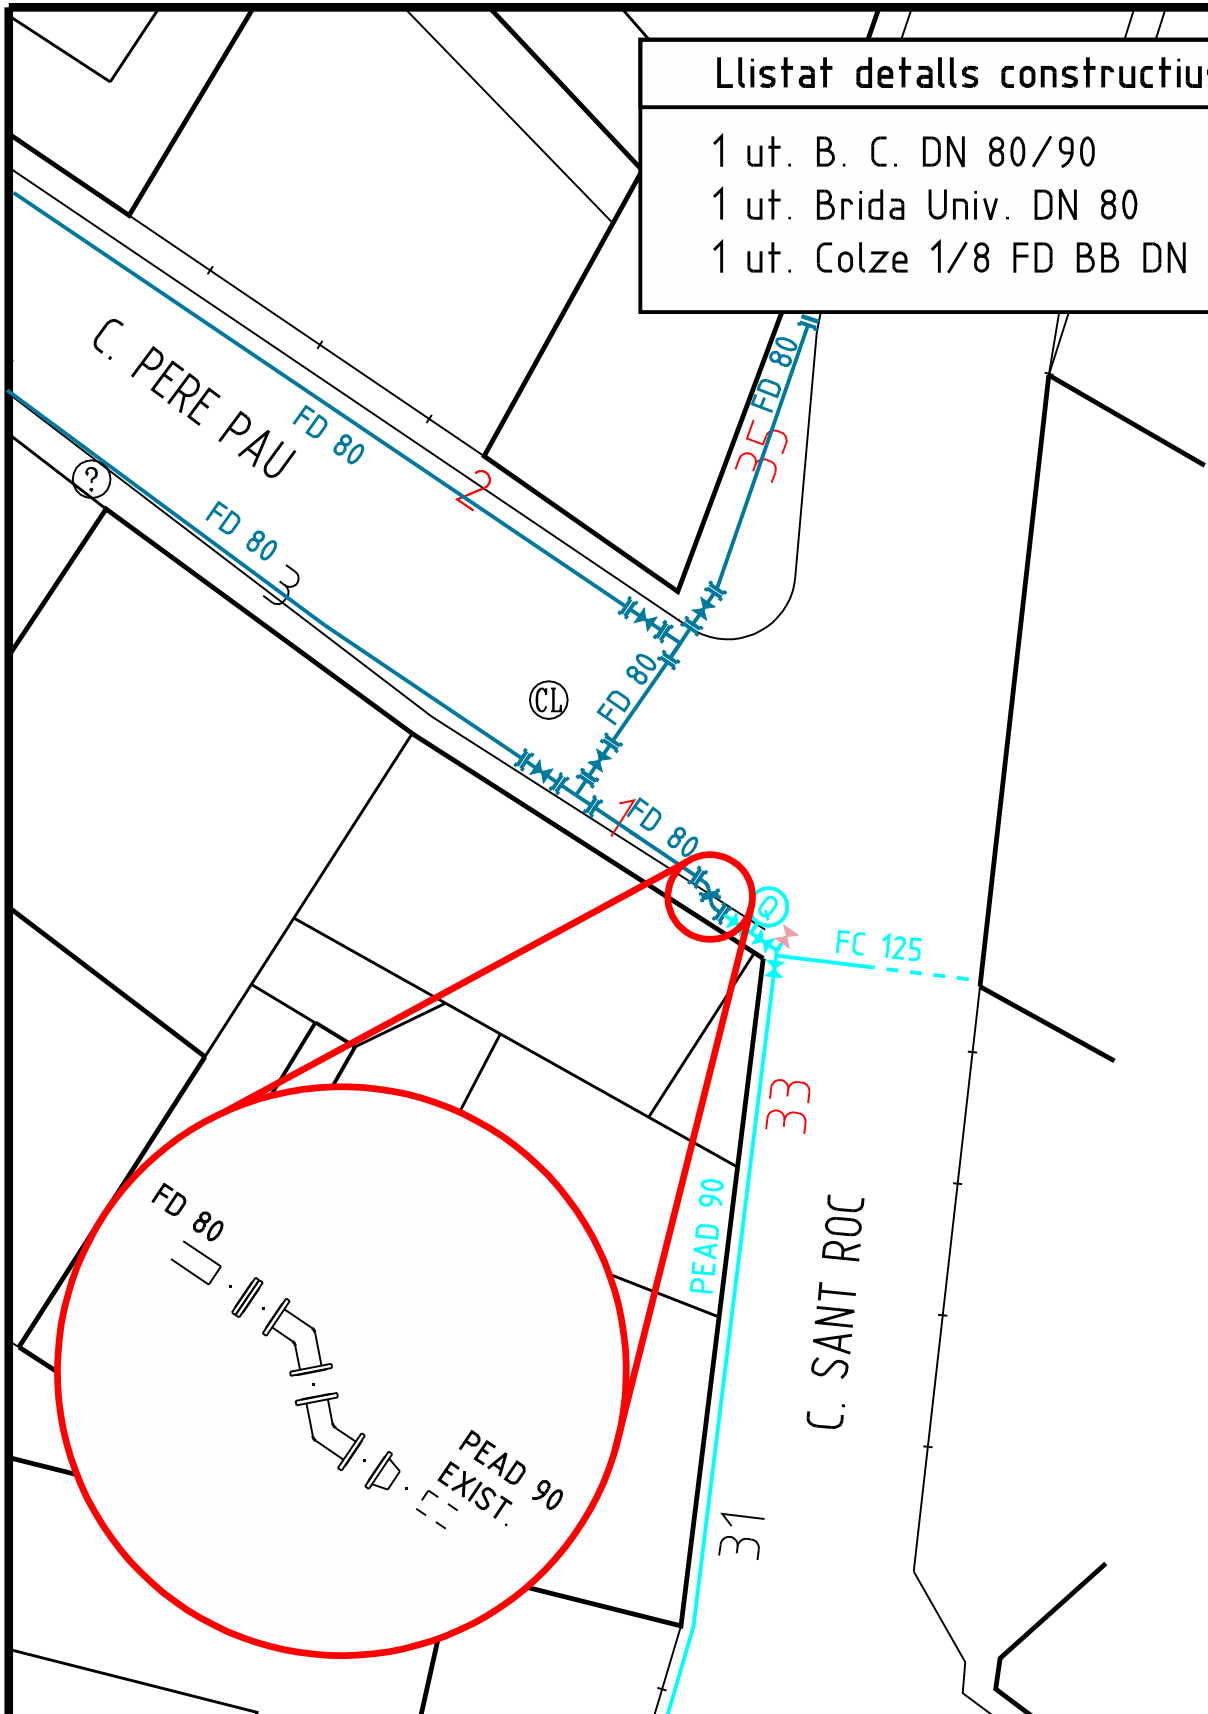 Llistat detalls constructius
1 ut. B. C. DN 80/90
1 ut. Brida Univ. DN 80
1 ut. Colze 1/8 FD BB DN
FD 80
35
C. PERE PAU
FD 80
2
?
FD 80
3
FD 80
CL
1
FD 80
Q
FC 125
33
PEAD 90
C. SANT ROC
FD 80
PEAD 90
EXIST.
31